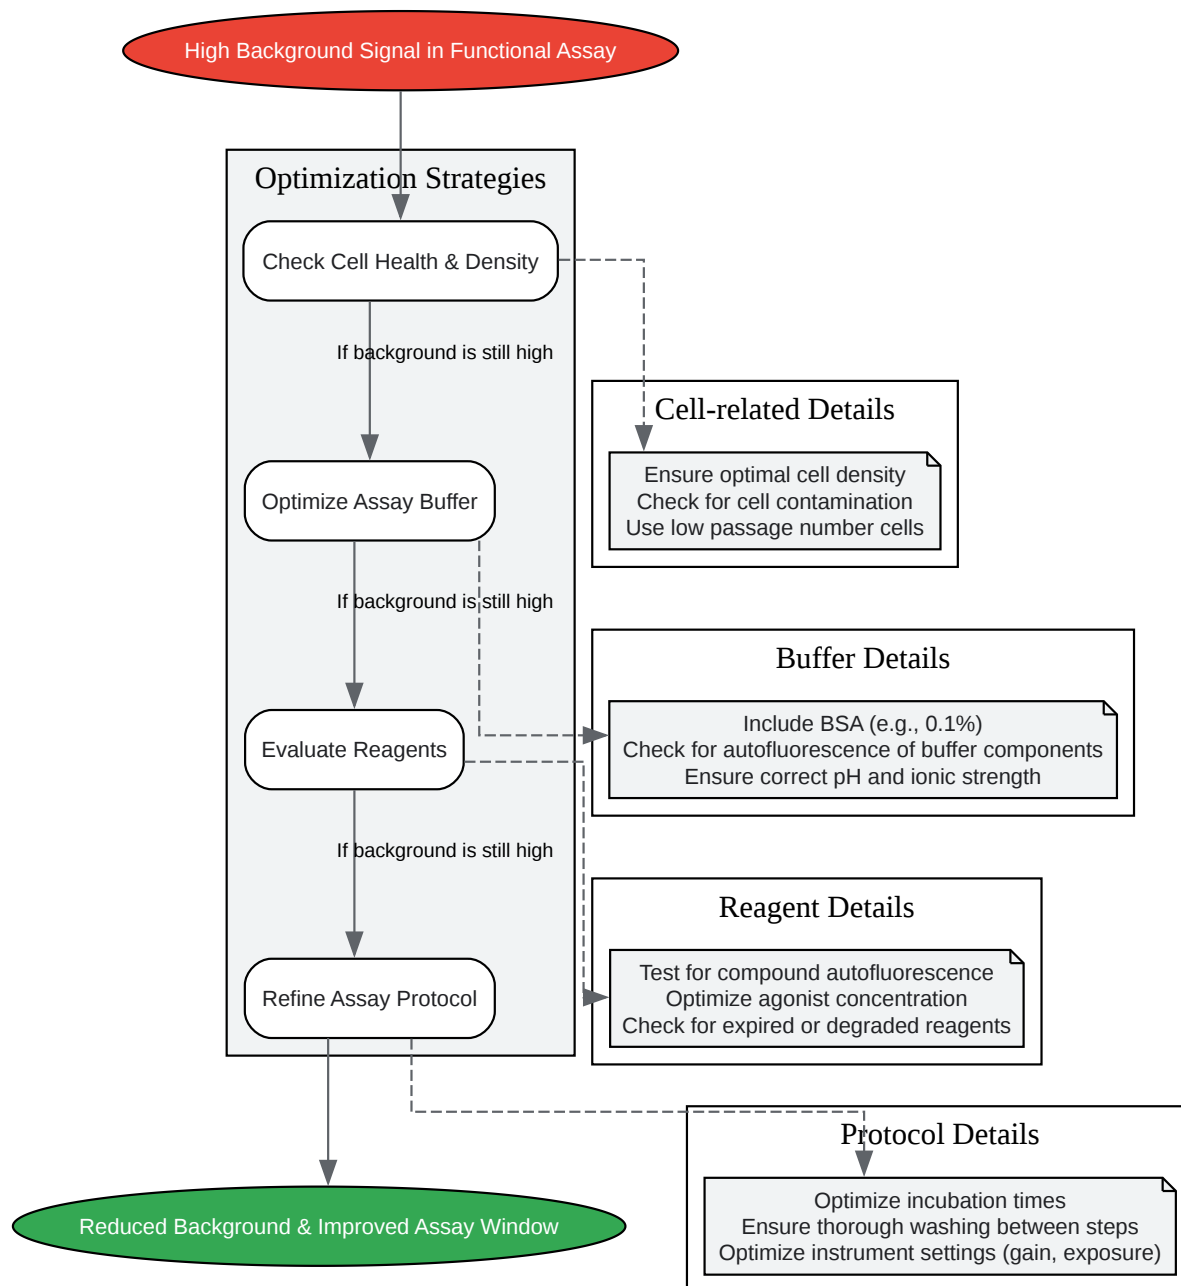 High Background Signal in Functional Assay
Optimization Strategies
Check Cell Health & Density
If background is still high
Cell-related Details
Ensure optimal cell density
Check for cell contamination
Use low passage number cells
Optimize Assay Buffer
If background is still high
Buffer Details
Include BSA (e.g., 0.1%)
Check for autofluorescence of buffer components
Ensure correct pH and ionic strength
Evaluate Reagents
If background is still high
Reagent Details
Test for compound autofluorescence
Optimize agonist concentration
Check for expired or degraded reagents
Refine Assay Protocol
Protocol Details
Optimize incubation times
Ensure thorough washing between steps
Optimize instrument settings (gain, exposure)
Reduced Background & Improved Assay Window